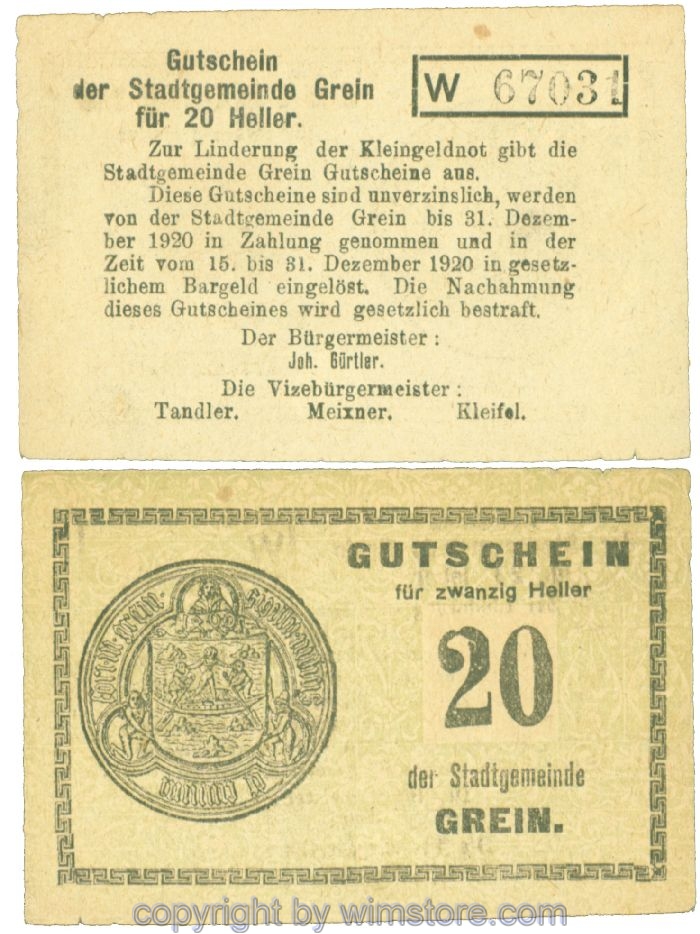 Gutschein
der Stadtgemeinde Grein
für 20 Heller.
W 67031
Zur Linderung der Kleingeldnot gibt die
Stadtgemeinde Grein Gutscheine aus.
Diese Gutscheine sind unverzinslich, werden
von der Stadtgemeinde Grein bis 31. Dezem-
ber 1920 in Zahlung genommen und in der
Zeit vom 15. bis 31. Dezember 1920 in gesetz-
lichem Bargeld eingelöst. Die Nachahmung
dieses Gutscheines wird gesetzlich bestraft.
Der Bürgermeister :
Joh. Gürtler.
Die Vizebürgermeister :
Tandler. Meixner. Kleifel.
GUTSCHEIN
für zwanzig Heller
20
der Stadtgemeinde
GREIN.
copyright by wimstore.com